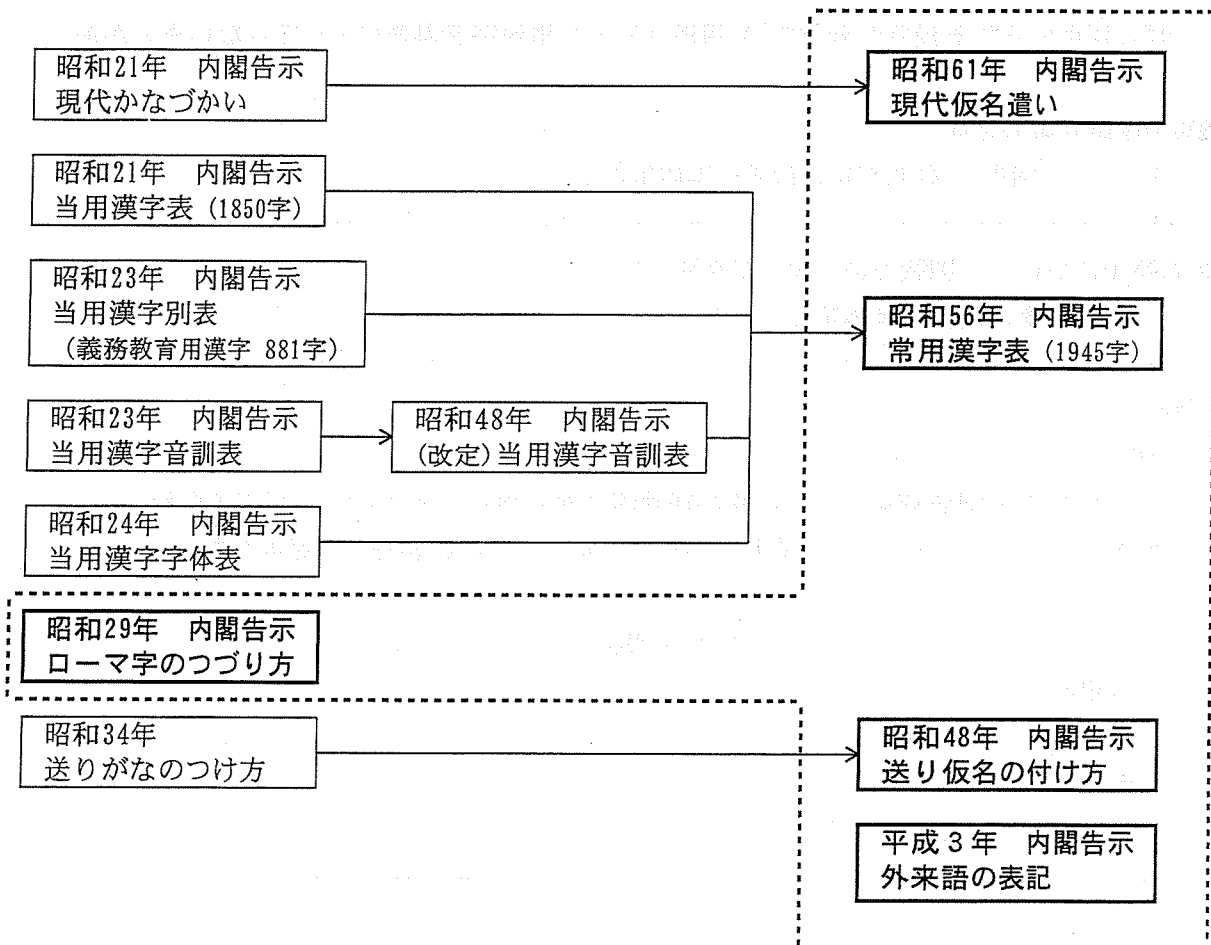 昭和21年　内閣告示
現代かなづかい
昭和61年　内閣告示
現代仮名遣い
昭和21年　内閣告示
当用漢字表（1850字）
昭和23年　内閣告示
当用漢字別表
（義務教育用漢字 881字）
昭和56年　内閣告示
常用漢字表（1945字）
昭和23年　内閣告示
当用漢字音訓表
昭和48年　内閣告示
(改定)当用漢字音訓表
昭和24年　内閣告示
当用漢字字体表
昭和29年　内閣告示
ローマ字のつづり方
昭和34年
送りがなのつけ方
昭和48年　内閣告示
送り仮名の付け方
平成３年　内閣告示
外来語の表記